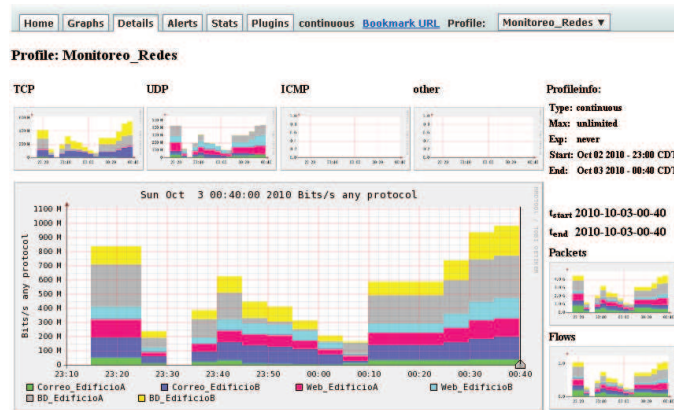 Home Graphs Details Alerts Stats Plugins continuous Bookmark URL Profile: Monitoreo_Redes ▼
Profile: Monitoreo_Redes
TCP UDP ICMP other Profileinfo:
Type: continuous
Max: unlimited
Exp: never
Start: Oct 02 2010 - 23:00 CDT
End: Oct 03 2010 - 00:40 CDT
Sun Oct 3 00:40:00 2010 Bits/s any protocol
tstart 2010-10-03-00-40
tend 2010-10-03-00-40
Packets
Flows
Bits/s any protocol
1100 M
1000 M
900 M
800 M
700 M
600 M
500 M
400 M
300 M
200 M
100 M
0
23:10 23:20 23:30 23:40 23:50 00:00 00:10 00:20 00:30 00:40
Correo_EdificioA Correo_EdificioB Web_EdificioA Web_EdificioB
BD_EdificioA BD_EdificioB